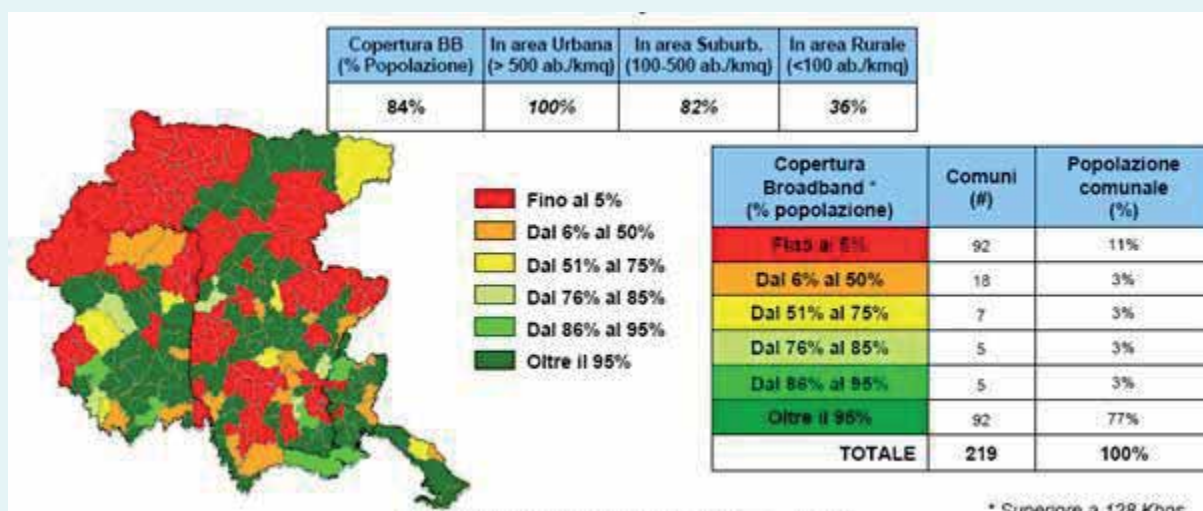 Copertura BB In area Urbana In area Suburb. In area Rurale
(% Popolazione) (> 500 ab./kmq) (100-500 ab./kmq) (<100 ab./kmq)
84% 100% 82% 36%
Fino al 5%
Dal 6% al 50%
Dal 51% al 75%
Dal 76% al 85%
Dal 86% al 95%
Oltre il 95%
Copertura
Broadband *
(% popolazione)
Comuni
(#)
Popolazione
comunale
(%)
Fino al 5% 92 11%
Dal 6% al 50% 18 3%
Dal 51% al 75% 7 3%
Dal 76% al 85% 5 3%
Dal 86% al 95% 5 3%
Oltre il 95% 92 77%
TOTALE 219 100%
* Superiore a 128 Kbps